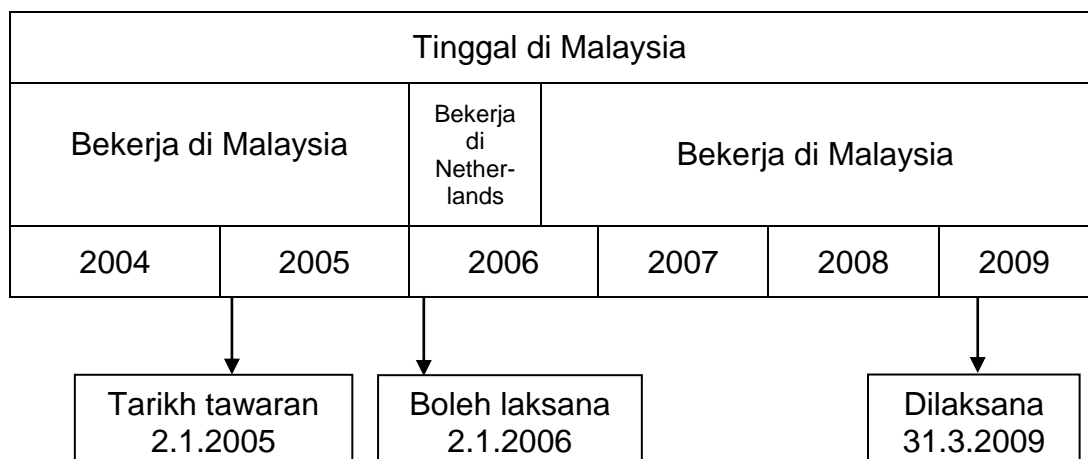 Tinggal di Malaysia
Bekerja di Malaysia
Bekerja
di
Nether-
lands
Bekerja di Malaysia
2004 2005 2006 2007 2008 2009
Tarikh tawaran
2.1.2005
Boleh laksana
2.1.2006
Dilaksana
31.3.2009